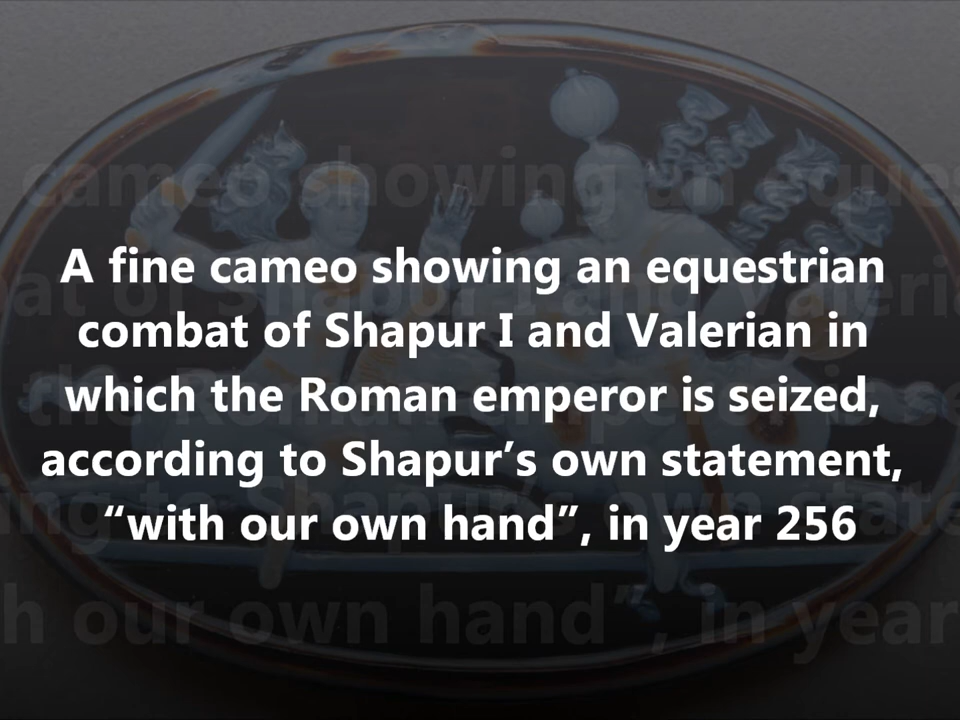 A fine cameo showing an equestrian
combat of Shapur I and Valerian in
which the Roman emperor is seized,
according to Shapur’s own statement,
“with our own hand”, in year 256